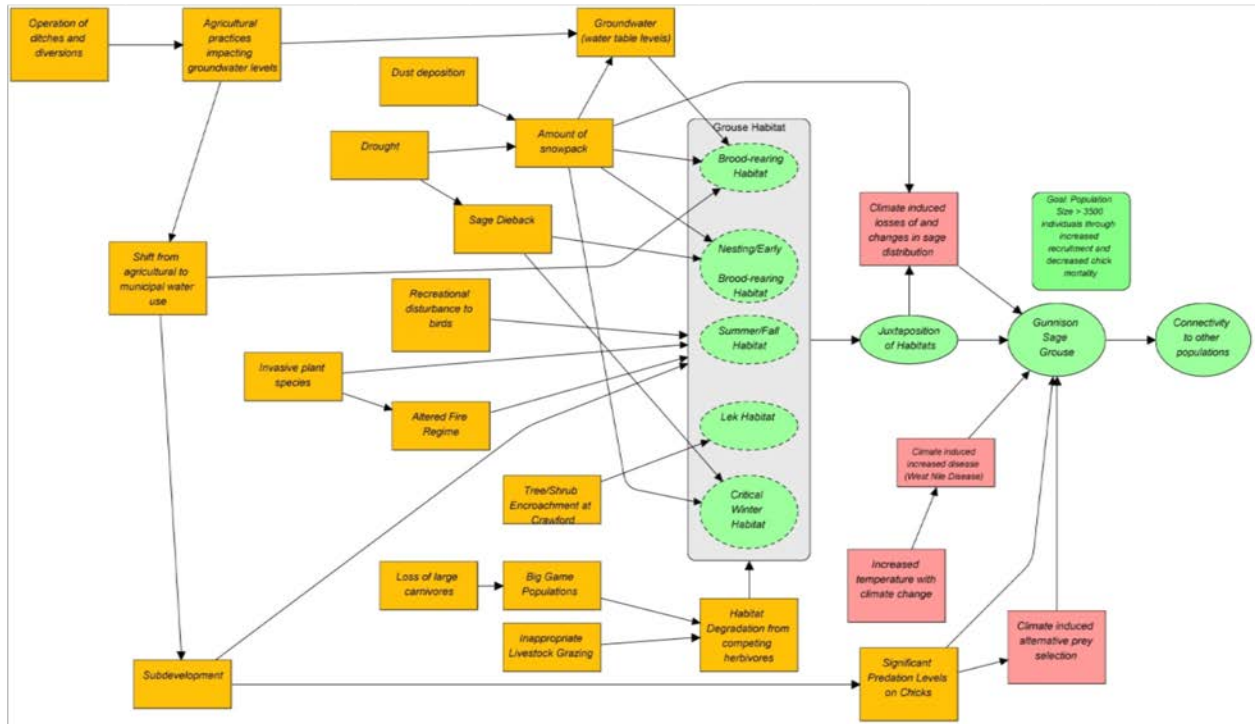 Operation of
ditches and
diversions
Agricultural
practices
impacting
groundwater levels
Groundwater
(water table levels)
Dust deposition
Drought
Amount of
snowpack
Grouse Habitat
Brood-rearing
Habitat
Sage Dieback
Nesting/Early
Brood-rearing
Habitat
Climate induced
losses of and
changes in sage
distribution
Goal: Population
Size > 3500
individuals through
increased
recruitment and
decreased chick
mortality
Shift from
agricultural to
municipal water
use
Recreational
disturbance to
birds
Summer/Fall
Habitat
Juxtaposition
of Habitats
Gunnison
Sage
Grouse
Connectivity
to other
populations
Invasive plant
species
Altered Fire
Regime
Lek Habitat
Climate induced
increased disease
(West Nile Disease)
Tree/Shrub
Encroachment at
Crawford
Critical
Winter
Habitat
Increased
temperature with
climate change
Loss of large
carnivores
Big Game
Populations
Inappropriate
Livestock Grazing
Habitat
Degradation from
competing
herbivores
Climate induced
alternative prey
selection
Subdevelopment
Significant
Predation Levels
on Chicks